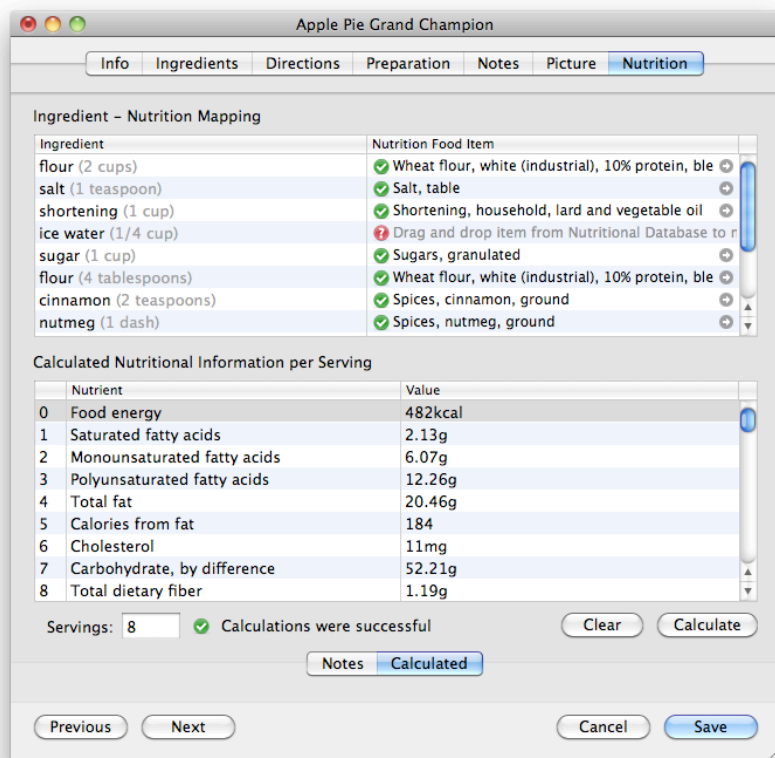 Apple Pie Grand Champion
Info Ingredients Directions Preparation Notes Picture Nutrition
Ingredient – Nutrition Mapping
Ingredient Nutrition Food Item
flour (2 cups) Wheat flour, white (industrial), 10% protein, ble
salt (1 teaspoon) Salt, table
shortening (1 cup) Shortening, household, lard and vegetable oil
ice water (1/4 cup) Drag and drop item from Nutritional Database to n
sugar (1 cup) Sugars, granulated
flour (4 tablespoons) Wheat flour, white (industrial), 10% protein, ble
cinnamon (2 teaspoons) Spices, cinnamon, ground
nutmeg (1 dash) Spices, nutmeg, ground
Calculated Nutritional Information per Serving
Nutrient Value
0 Food energy 482kcal
1 Saturated fatty acids 2.13g
2 Monounsaturated fatty acids 6.07g
3 Polyunsaturated fatty acids 12.26g
4 Total fat 20.46g
5 Calories from fat 184
6 Cholesterol 11mg
7 Carbohydrate, by difference 52.21g
8 Total dietary fiber 1.19g
Servings: 8 Calculations were successful Clear Calculate
Notes Calculated
Previous Next Cancel Save